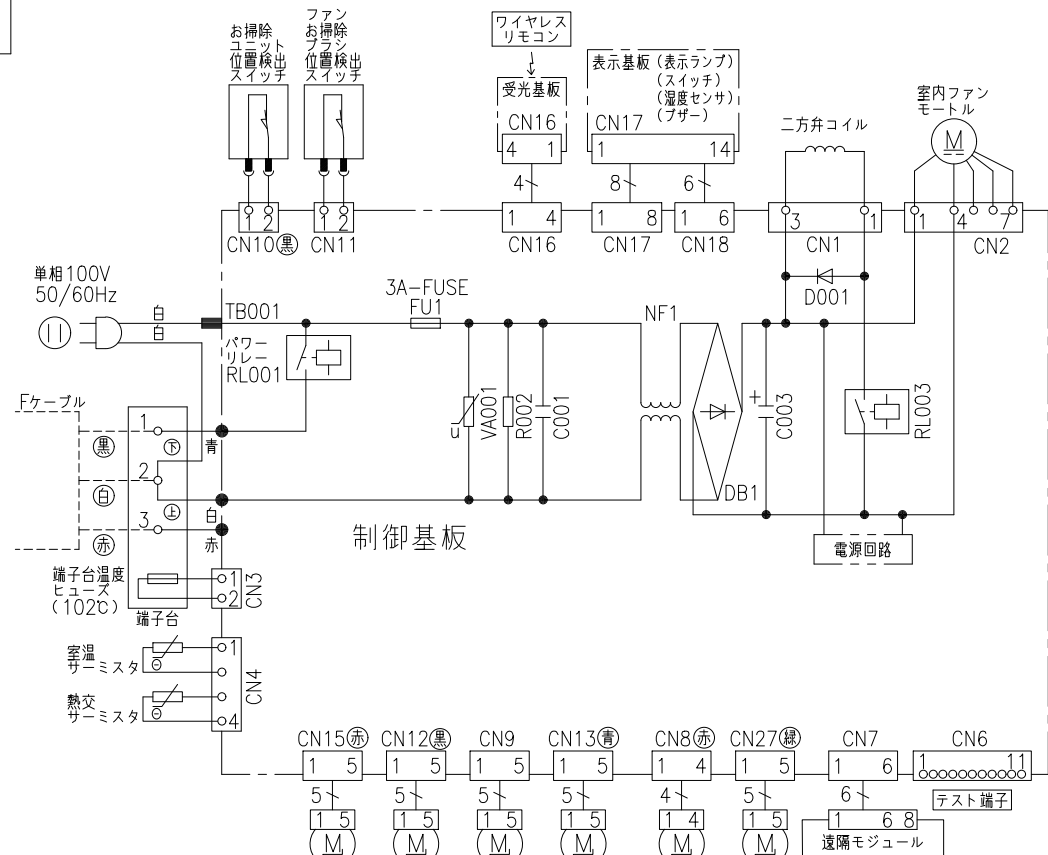 お掃除
ユニット
位置検出
スイッチ
ファン
お掃除
ブラシ
位置検出
スイッチ
ワイヤレス
リモコン
受光基板
表示基板(表示ランプ)
(スイッチ)
(湿度センサ)
(ブザー)
二方弁コイル
室内ファン
モートル
M
CN16
4 1
CN17
1 14
4
8
6
1 2
CN10黒
1 2
CN11
1 4
CN16
1 8
CN17
1 6
CN18
3 1
CN1
1 4 7
CN2
D001
単相100V
50/60Hz
白
白
TB001
パワー
リレー
RL001
3A-FUSE
FU1
NF1
u
VA001
R002
C001
DB1
+
C003
RL003
Fケーブル
黒
白
赤
1
2
3
下
上
青
白
赤
制御基板
電源回路
端子台温度
ヒューズ
(102℃)
端子台
1
2
CN3
室温
サーミスタ
θ
熱交
サーミスタ
θ
1
4
CN4
CN15赤
1 5
5
1 5
M
CN12黒
1 5
5
1 5
M
CN9
1 5
5
1 5
M
CN13青
1 5
5
1 5
M
CN8赤
1 4
4
1 4
M
CN27緑
1 5
5
1 5
M
CN7
1 6
6
1 6 8
遠隔モジュール
CN6
1 11
テスト端子